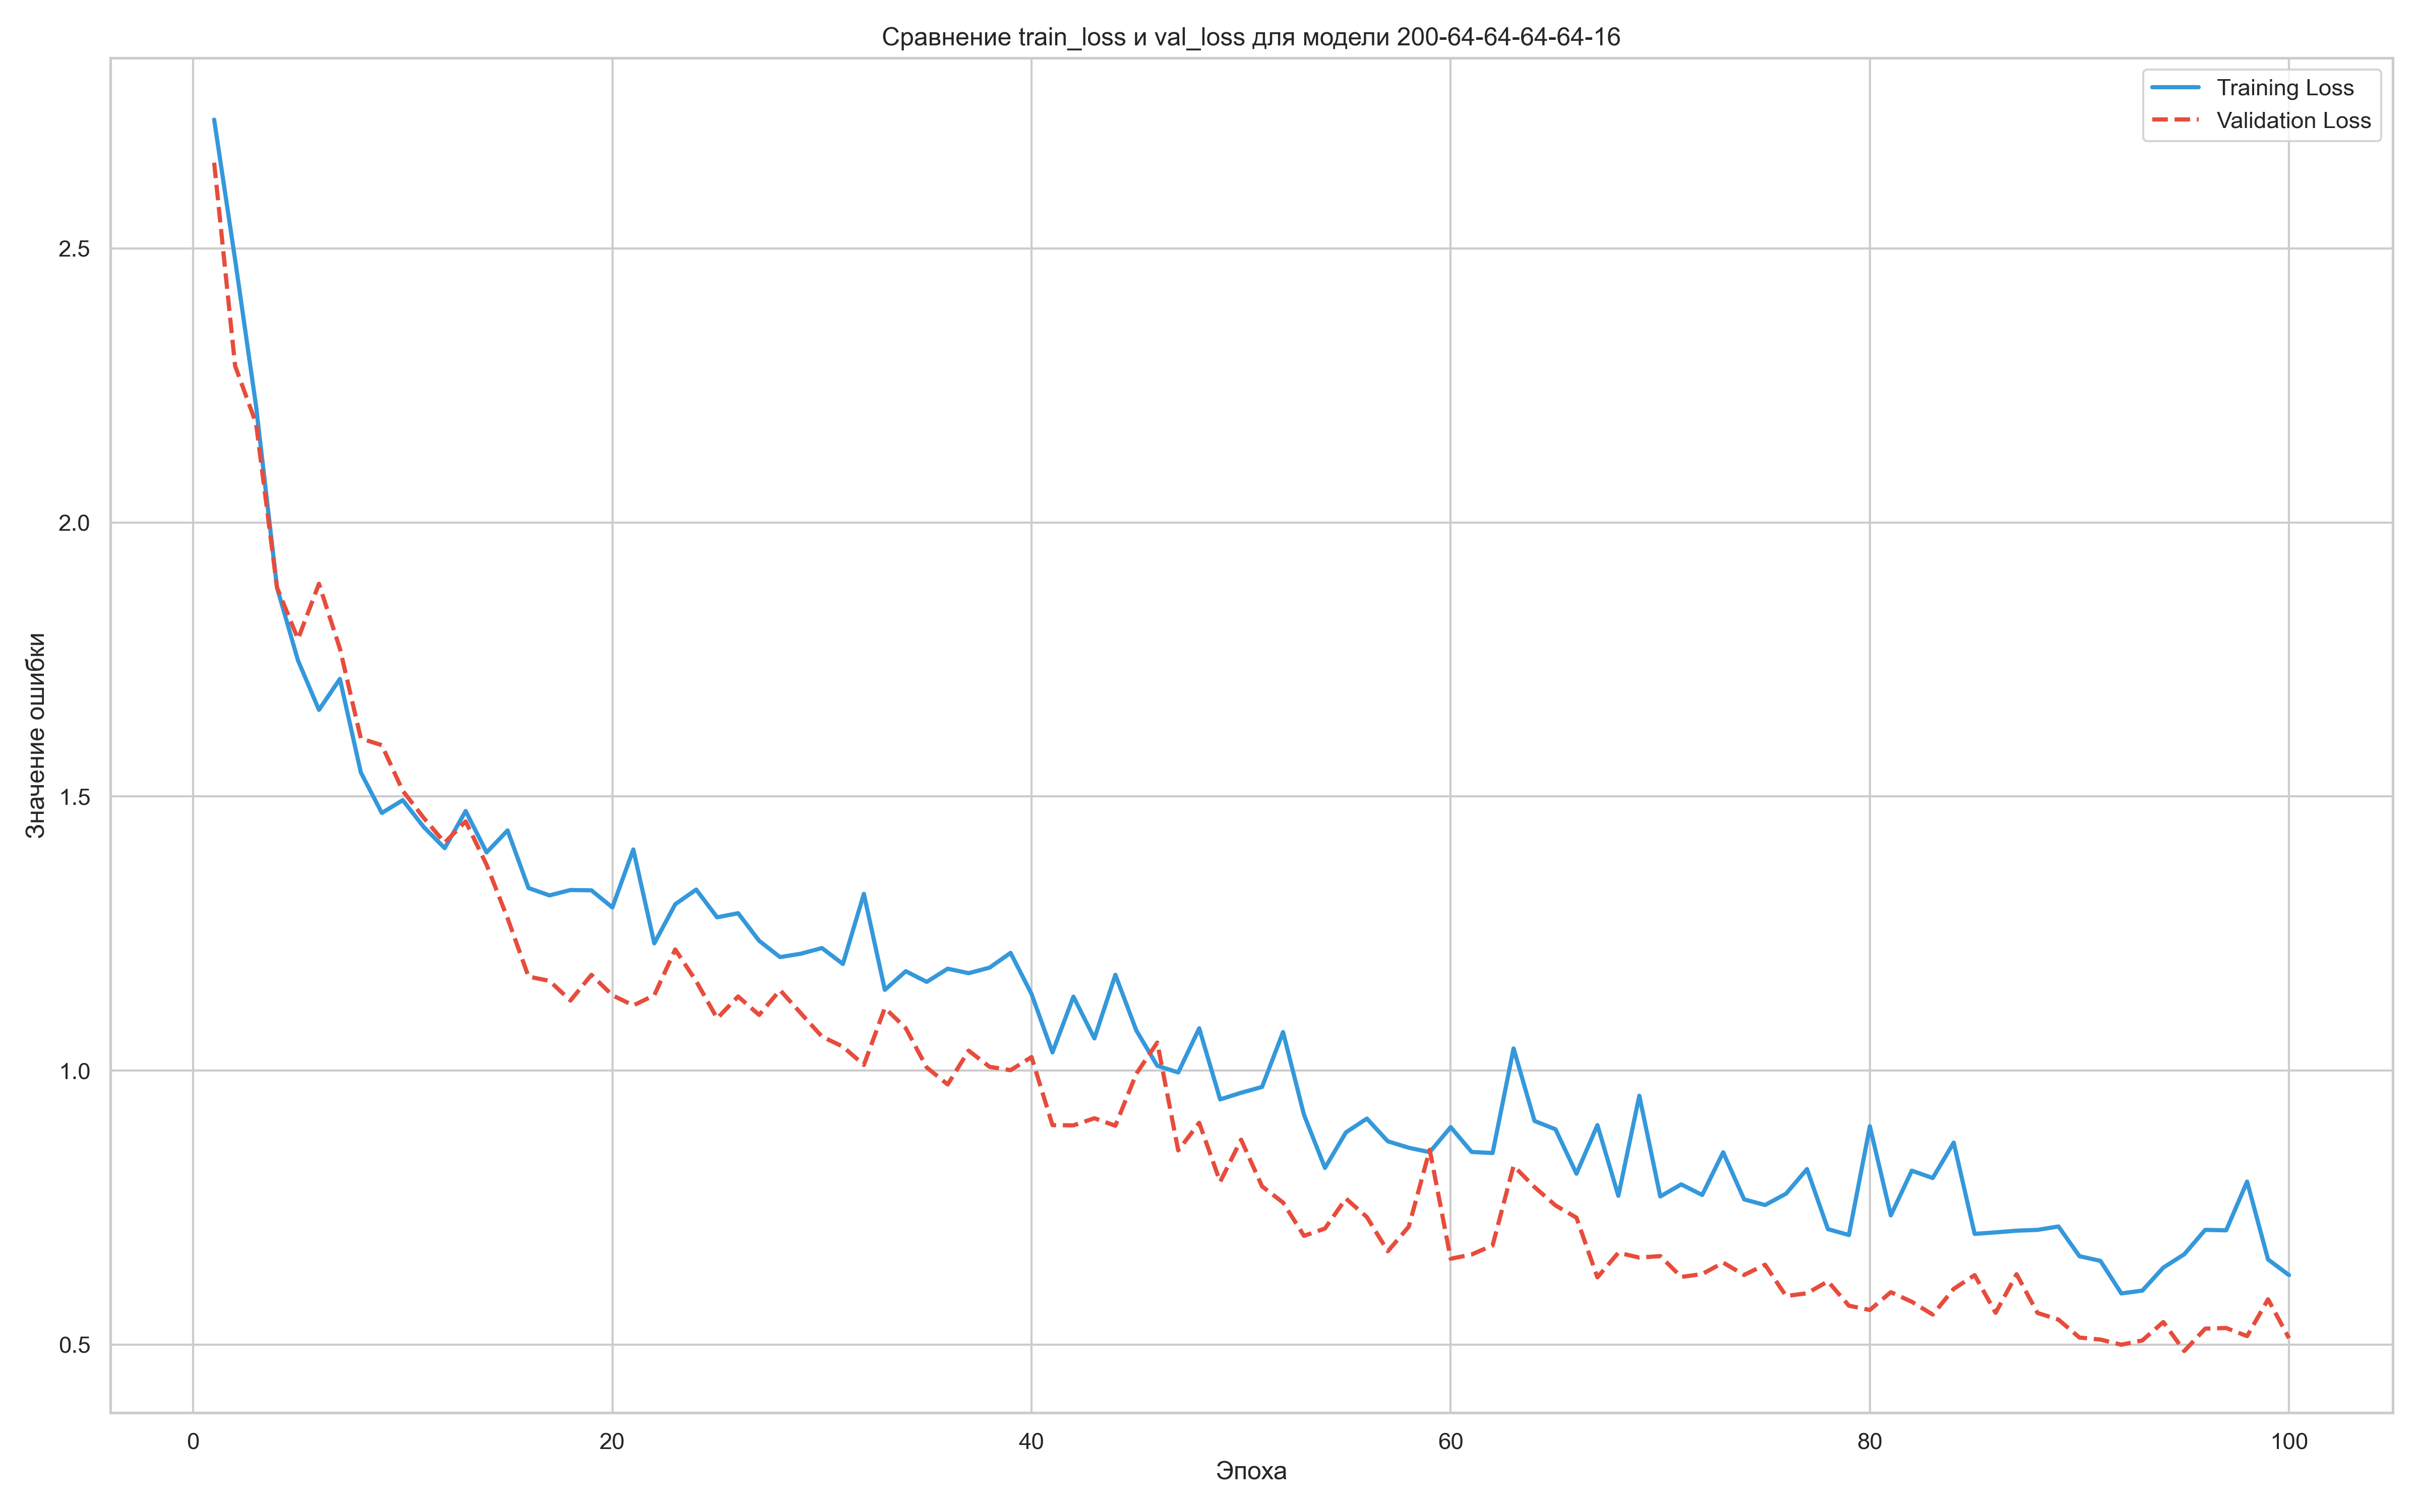 Сравнение train_loss и val_loss для модели 200-64-64-64-64-16
Training Loss
Validation Loss
Значение ошибки
2.5
2.0
1.5
1.0
0.5
0 20 40 60 80 100
Эпоха